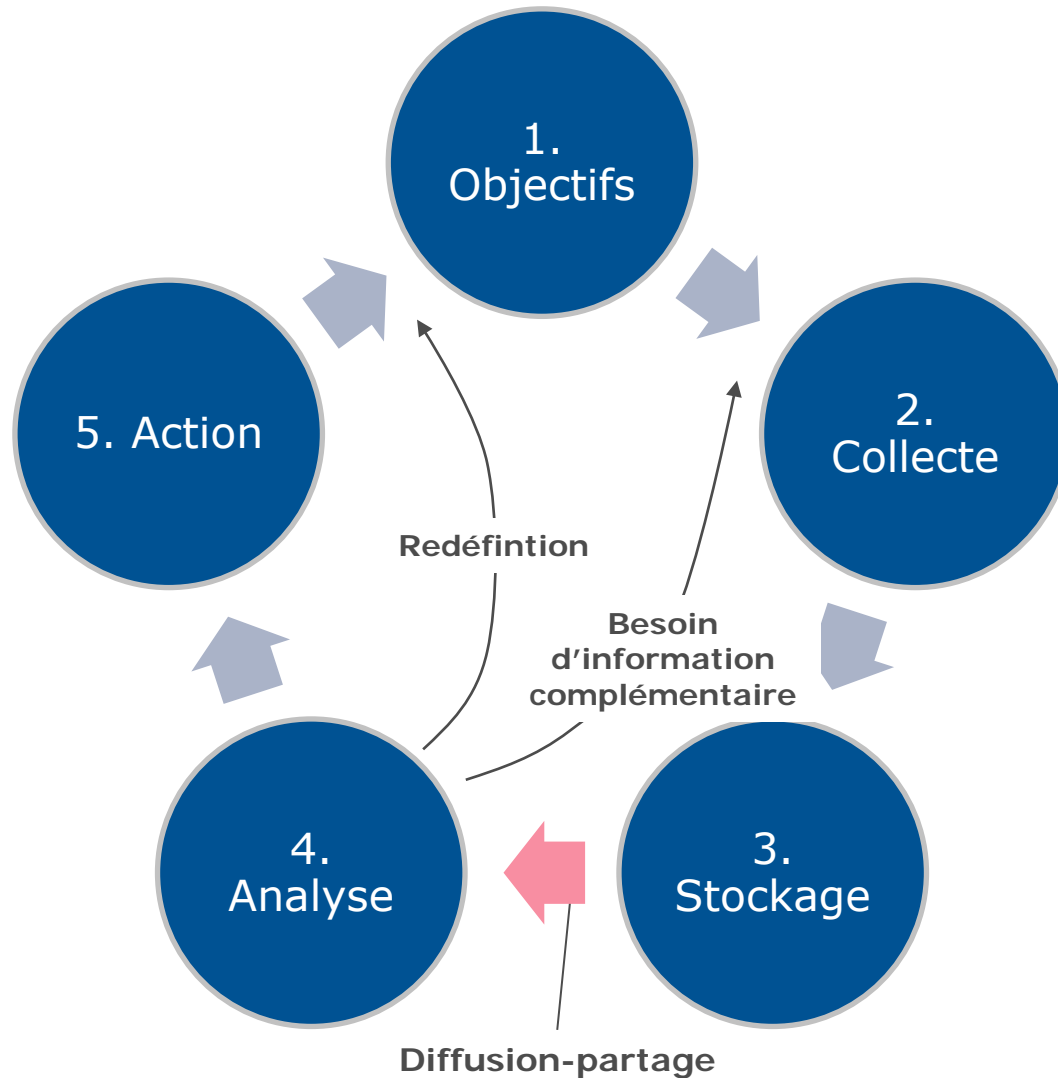 1.
Objectifs
2.
Collecte
5. Action
Redéfintion
Besoin
d'information
complémentaire
4.
Analyse
3.
Stockage
Diffusion-partage